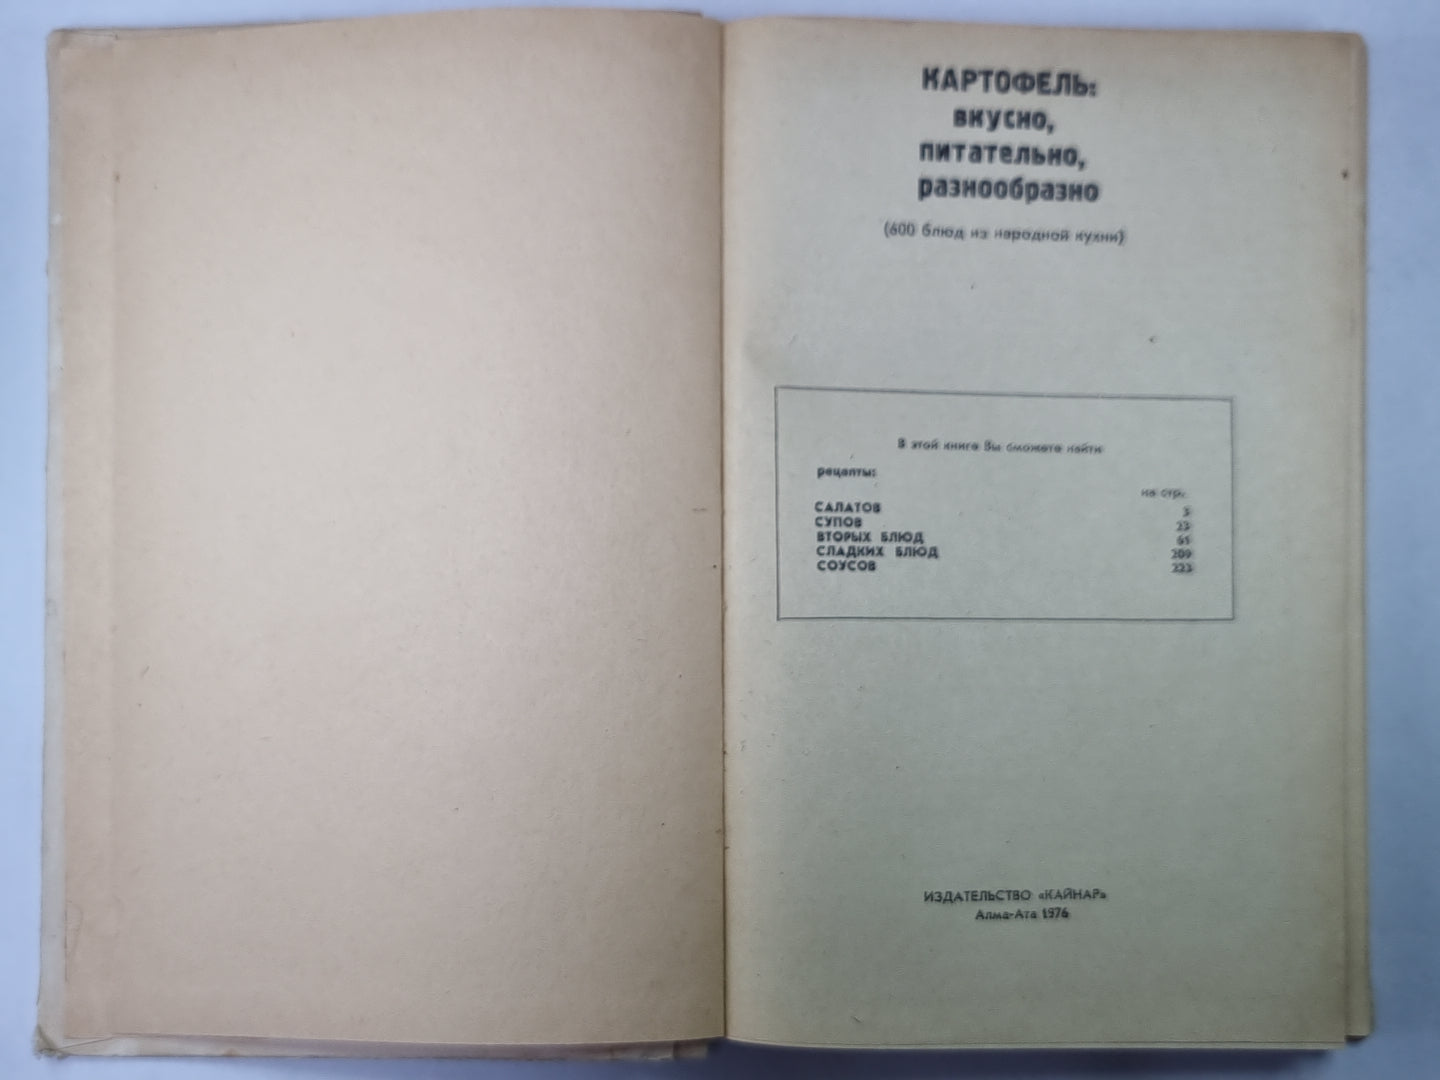 КАРТОФЕЛЬ:
вкусно,
питательно,
разнообразно
(600 блюд из народной кухни)
В этой книге Вы сможете найти
рецепты:
на стр.
САЛАТОВ 3
СУПОВ 23
ВТОРЫХ БЛЮД 61
СЛАДКИХ БЛЮД 209
СОУСОВ 223
ИЗДАТЕЛЬСТВО «КАЙНАР»
Алма-Ата 1976